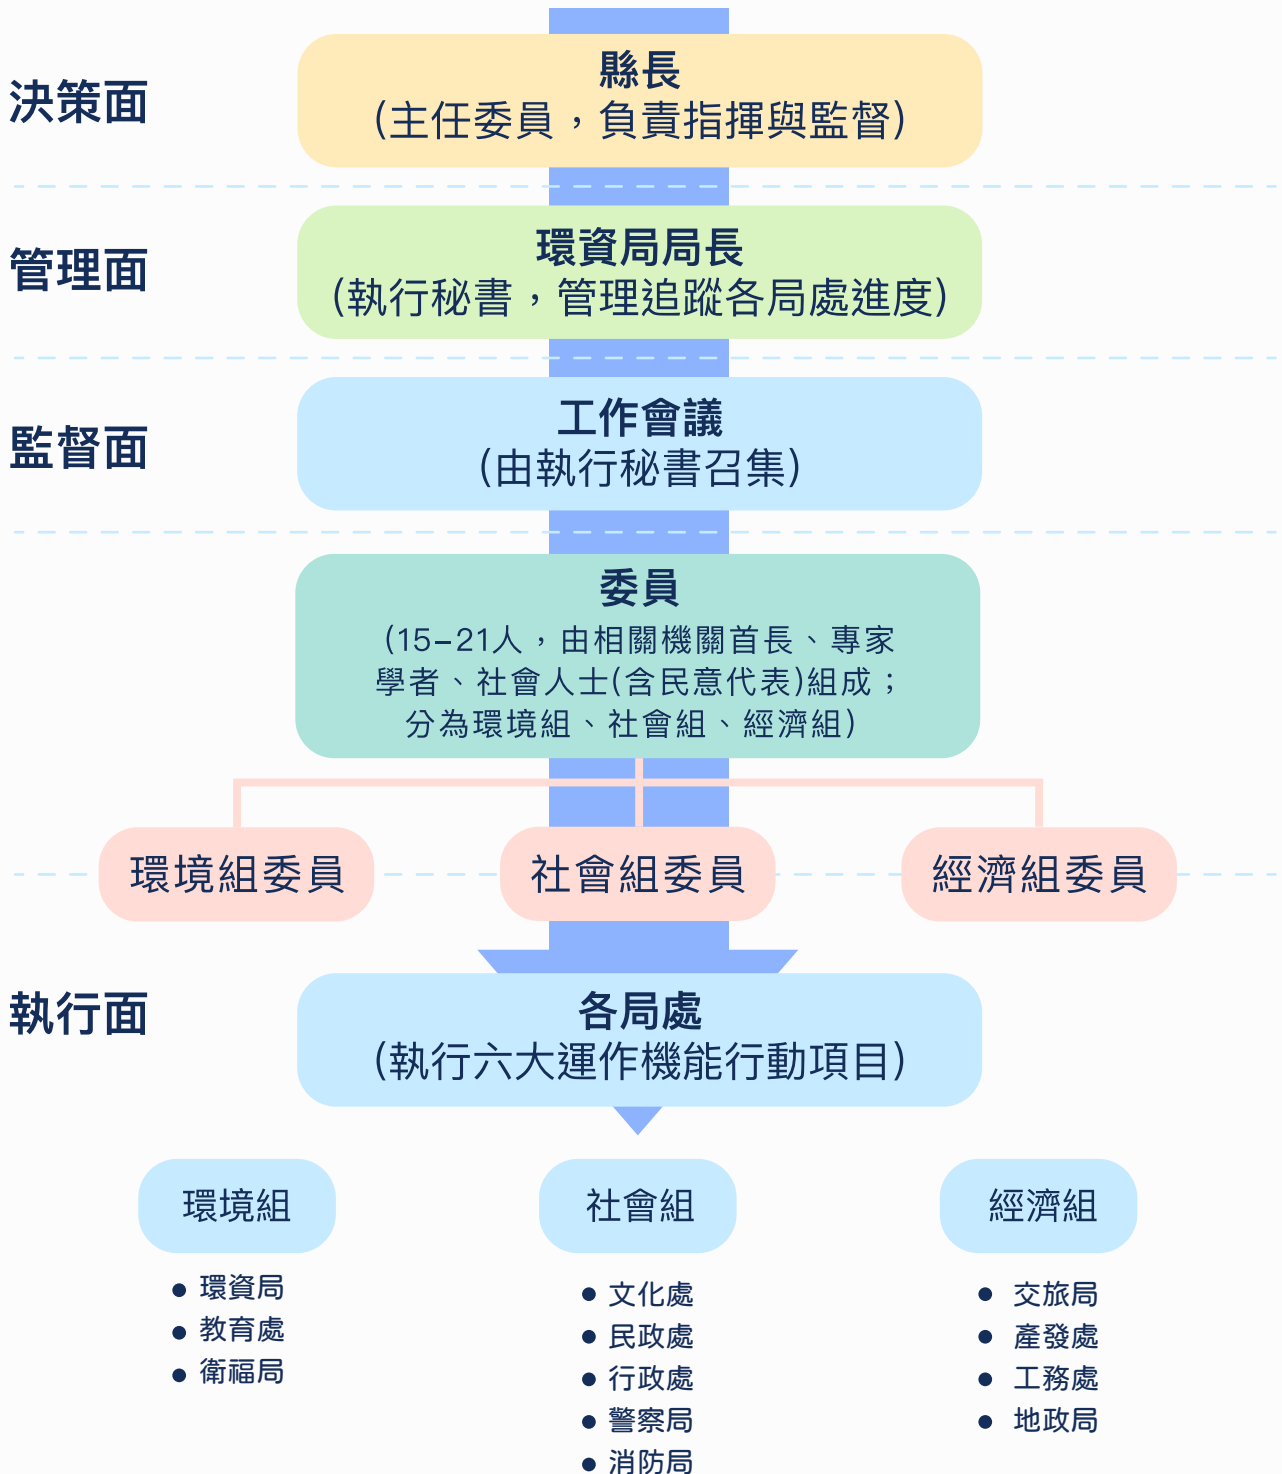 決策面
縣長
(主任委員，負責指揮與監督)
管理面
環資局局長
(執行秘書，管理追蹤各局處進度)
監督面
工作會議
(由執行秘書召集)
委員
(15-21人，由相關機關首長、專家
學者、社會人士(含民意代表)組成；
分為環境組、社會組、經濟組)
環境組委員
社會組委員
經濟組委員
執行面
各局處
(執行六大運作機能行動項目)
環境組
• 環資局
• 教育處
• 衛福局
社會組
• 文化處
• 民政處
• 行政處
• 警察局
• 消防局
經濟組
• 交旅局
• 產發處
• 工務處
• 地政局